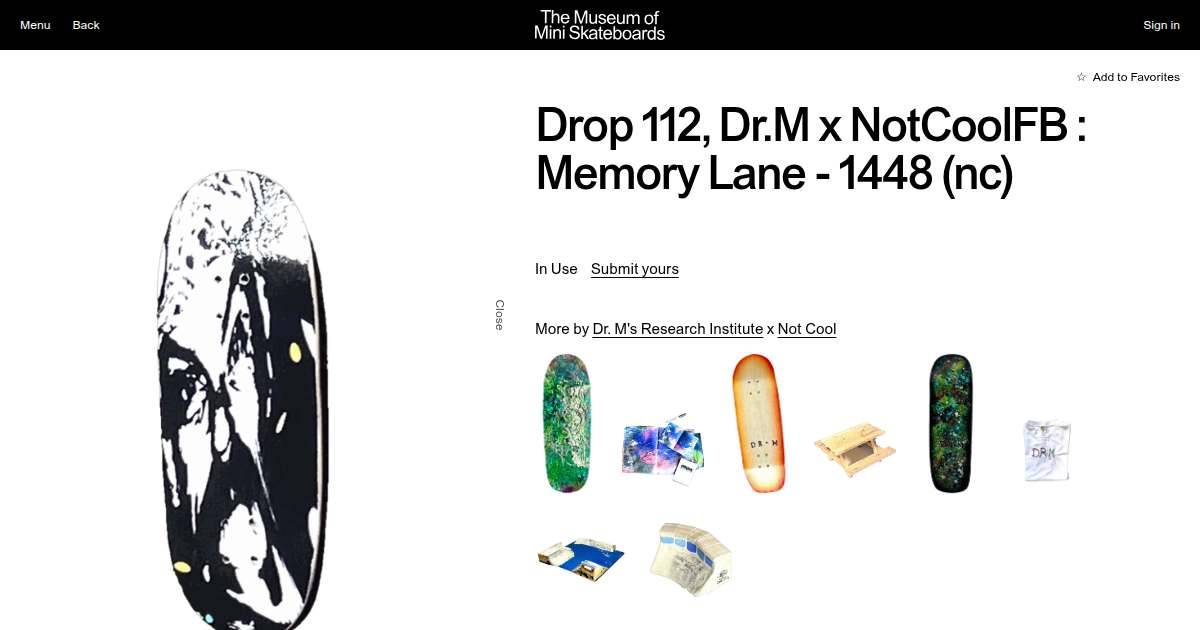 Menu
Back
The Museum of
Mini Skateboards
Sign in
☆ Add to Favorites
Drop 112, Dr.M x NotCoolFB :
Memory Lane - 1448 (nc)
In Use
Submit yours
Close
More by Dr. M's Research Institute x Not Cool
DR·M
DR·M